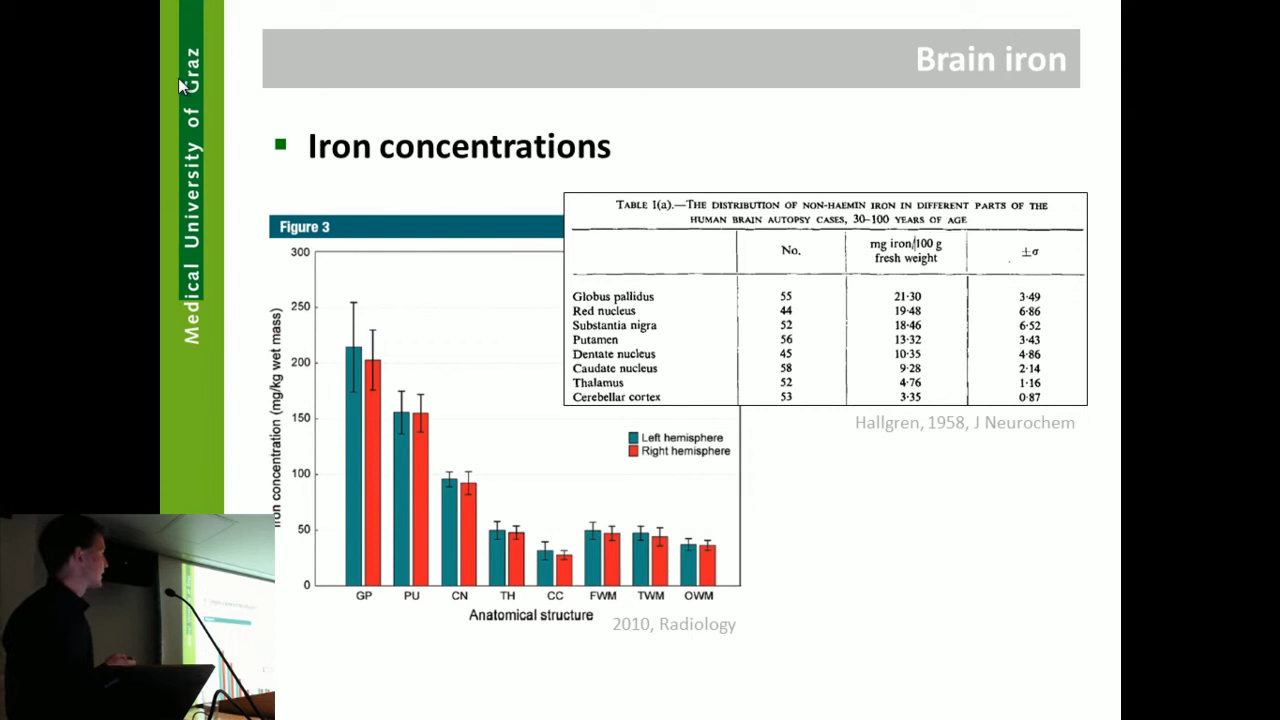 Medical University of Graz
Brain iron
Iron concentrations
Figure 3
300
250
200
150
100
50
0
Iron concentration (mg/kg wet mass)
Left hemisphere
Right hemisphere
GP PU CN TH CC FWM TWM OWM
Anatomical structure
2010, Radiology
TABLE 1(a).—THE DISTRIBUTION OF NON-HAEMIN IRON IN DIFFERENT PARTS OF THE
HUMAN BRAIN AUTOPSY CASES, 30–100 YEARS OF AGE
No. mg iron/100 g ±σ
fresh weight
Globus pallidus 55 21·30 3·49
Red nucleus 44 19·48 6·86
Substantia nigra 52 18·46 6·52
Putamen 56 13·32 3·43
Dentate nucleus 45 10·35 4·86
Caudate nucleus 58 9·28 2·14
Thalamus 52 4·76 1·16
Cerebellar cortex 53 3·35 0·87
Hallgren, 1958, J Neurochem